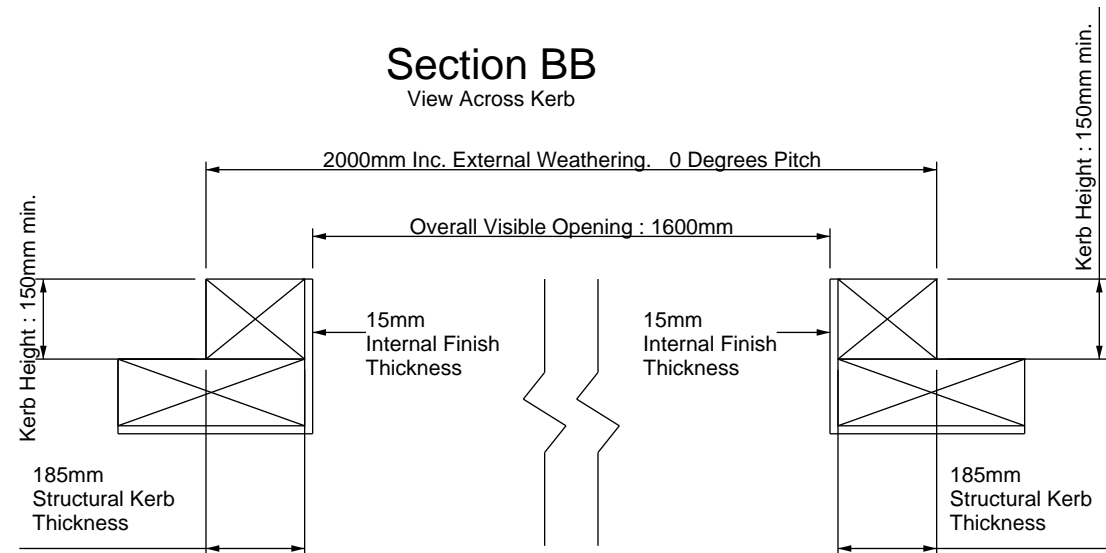 Section BB
View Across Kerb
2000mm Inc. External Weathering. 0 Degrees Pitch
Overall Visible Opening : 1600mm
Kerb Height : 150mm min.
Kerb Height : 150mm min.
15mm
Internal Finish
Thickness
15mm
Internal Finish
Thickness
185mm
Structural Kerb
Thickness
185mm
Structural Kerb
Thickness